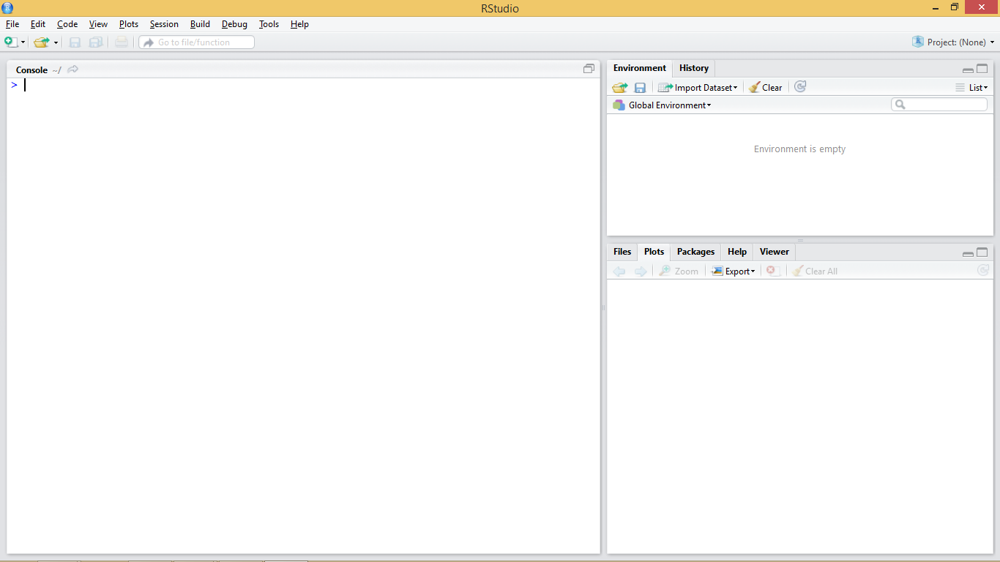 RStudio
File Edit Code View Plots Session Build Debug Tools Help
Go to file/function
Project: (None)
Console ~/
>
Environment History
Import Dataset Clear List
Global Environment
Environment is empty
Files Plots Packages Help Viewer
Zoom Export Clear All